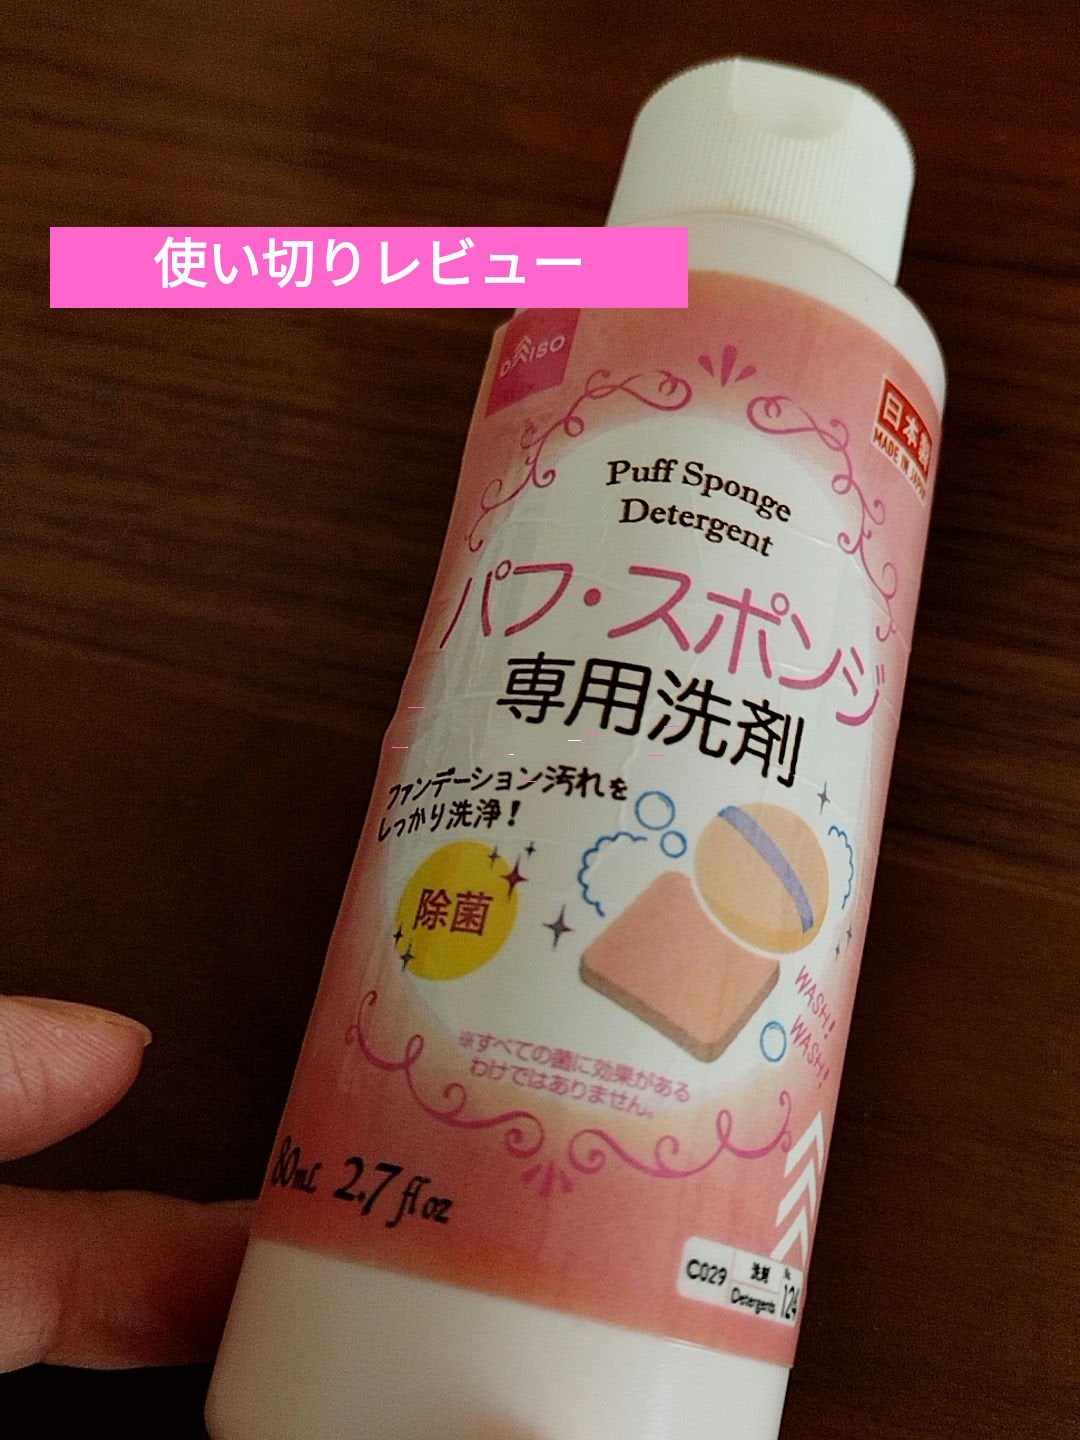 使い切りレビュー
DAISO
日本製
MADE IN JAPAN
Puff Sponge
Detergent
パフ・スポンジ
専用洗剤
ファンデーション汚れを
しっかり洗浄!
除菌
WASH!
WASH!
※すべての菌に効果がある
わけではありません。
80ml 2.7 fl oz
C029
洗剤
Detergents
No.
124